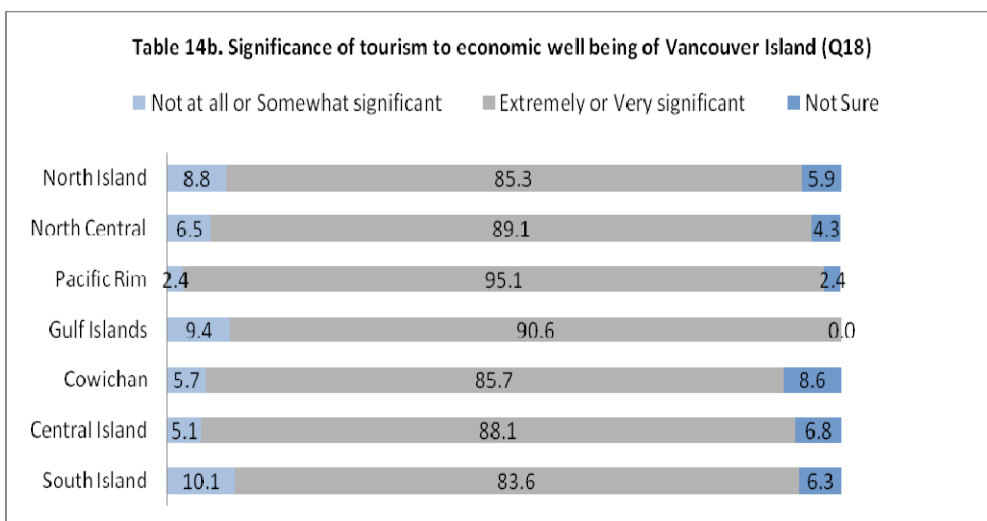 Table 14b. Significance of tourism to economic well being of Vancouver Island (Q18)
Not at all or Somewhat significant Extremely or Very significant Not Sure
North Island 8.8 85.3 5.9
North Central 6.5 89.1 4.3
Pacific Rim 2.4 95.1 2.4
Gulf Islands 9.4 90.6 0.0
Cowichan 5.7 85.7 8.6
Central Island 5.1 88.1 6.8
South Island 10.1 83.6 6.3